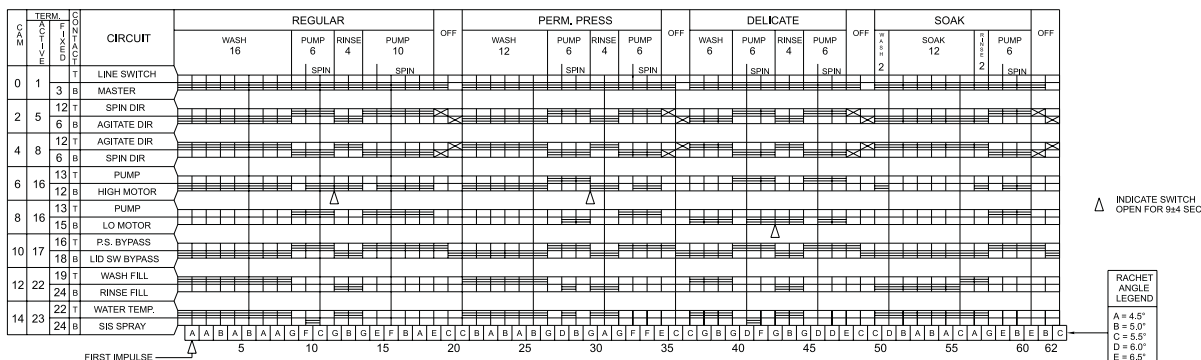 REGULAR PERM. PRESS DELICATE SOAK
CAM TERM. ACTIVE FIXED CONTACT CIRCUIT
WASH 16 PUMP 6 RINSE 4 PUMP 10 OFF WASH 12 PUMP 6 RINSE 4 PUMP 6 OFF WASH 6 PUMP 6 RINSE 4 PUMP 6 OFF WASH 2 SOAK 12 RINSE 2 PUMP 6 OFF
SPIN SPIN SPIN SPIN SPIN SPIN SPIN
0 1 T LINE SWITCH
3 B MASTER
2 5 12 T SPIN DIR
6 B AGITATE DIR
4 8 12 T AGITATE DIR
6 B SPIN DIR
6 16 13 T PUMP
12 B HIGH MOTOR
8 16 13 T PUMP
15 B LO MOTOR
10 17 16 T P.S. BYPASS
18 B LID SW BYPASS
12 22 19 T WASH FILL
24 B RINSE FILL
14 23 22 T WATER TEMP.
24 B SIS SPRAY
A A B A B A A G F C G B G E F B A E C C B A B A B G D B G A G F F E C C G B G D F G B G D D E C C D B A B A C A G E B E B C
FIRST IMPULSE 5 10 15 20 25 30 35 40 45 50 55 60 62
INDICATE SWITCH
OPEN FOR 9±4 SEC
RACHET
ANGLE
LEGEND
A = 4.5°
B = 5.0°
C = 5.5°
D = 6.0°
E = 6.5°